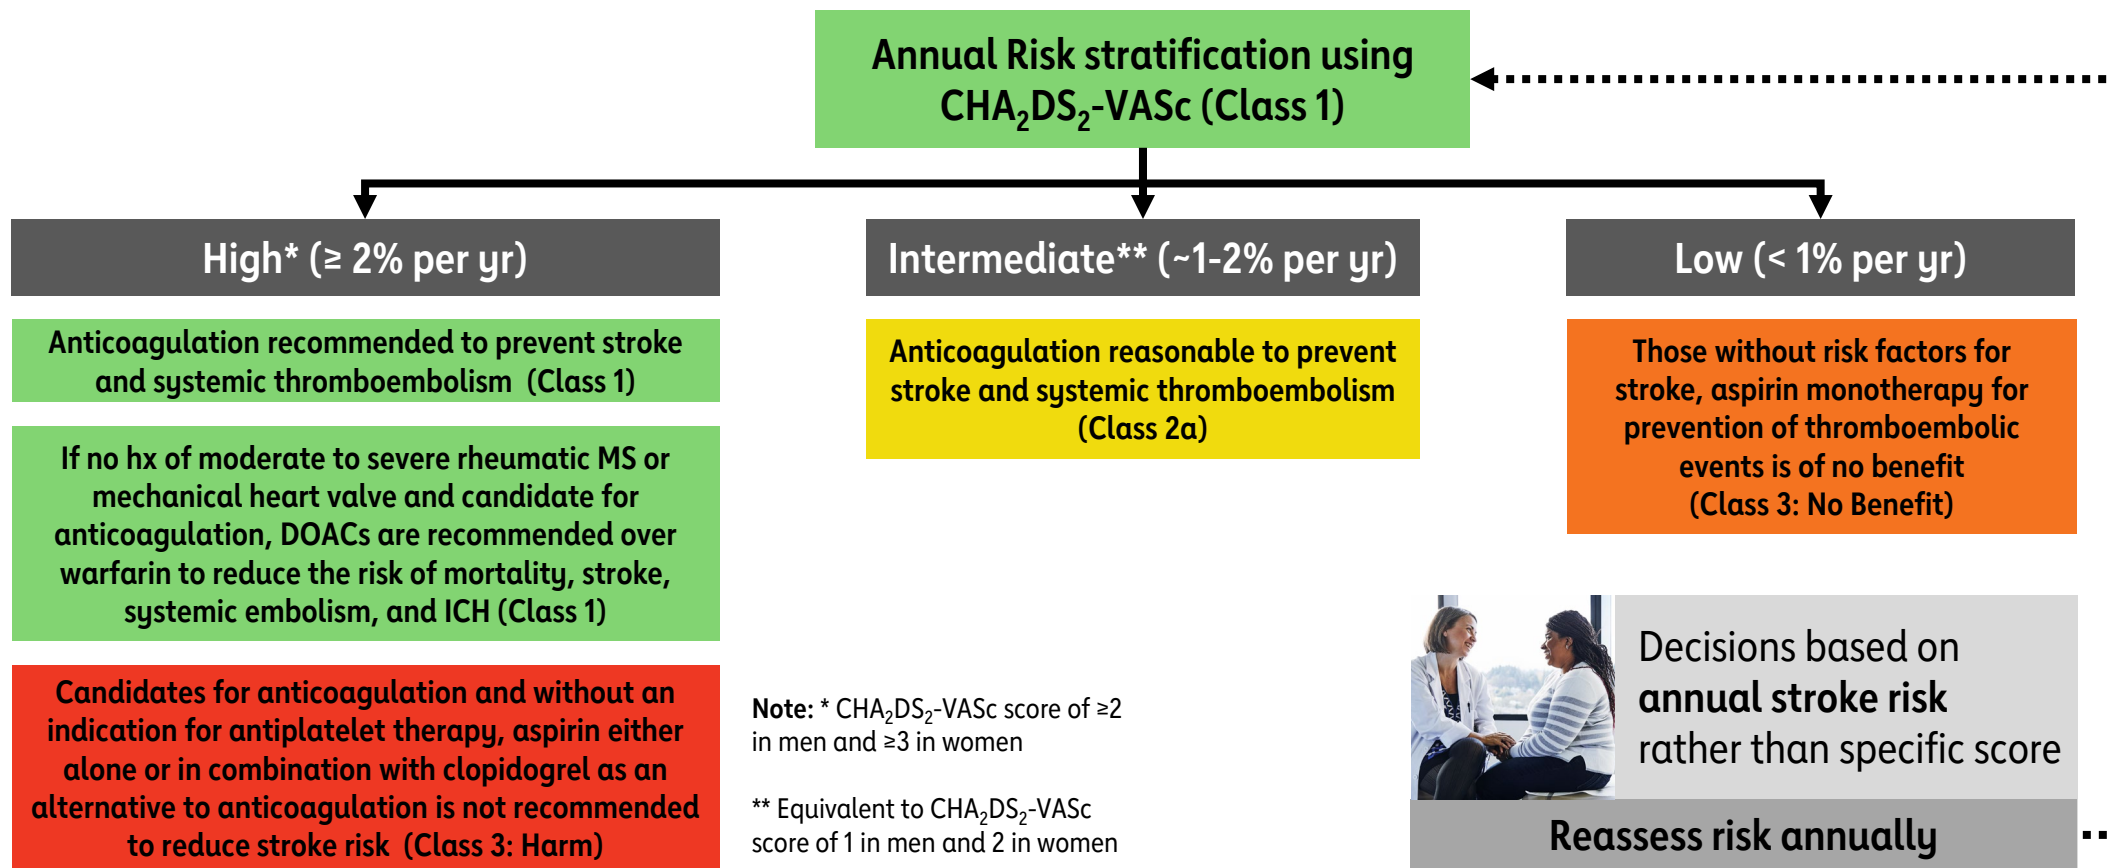 Annual Risk stratification using
CHA₂DS₂-VASc (Class 1)
High* (≥ 2% per yr)
Anticoagulation recommended to prevent stroke
and systemic thromboembolism (Class 1)
If no hx of moderate to severe rheumatic MS or
mechanical heart valve and candidate for
anticoagulation, DOACs are recommended over
warfarin to reduce the risk of mortality, stroke,
systemic embolism, and ICH (Class 1)
Candidates for anticoagulation and without an
indication for antiplatelet therapy, aspirin either
alone or in combination with clopidogrel as an
alternative to anticoagulation is not recommended
to reduce stroke risk (Class 3: Harm)
Intermediate** (~1-2% per yr)
Anticoagulation reasonable to prevent
stroke and systemic thromboembolism
(Class 2a)
Low (< 1% per yr)
Those without risk factors for
stroke, aspirin monotherapy for
prevention of thromboembolic
events is of no benefit
(Class 3: No Benefit)
Note: * CHA₂DS₂-VASc score of ≥2
in men and ≥3 in women
** Equivalent to CHA₂DS₂-VASc
score of 1 in men and 2 in women
Decisions based on
annual stroke risk
rather than specific score
Reassess risk annually